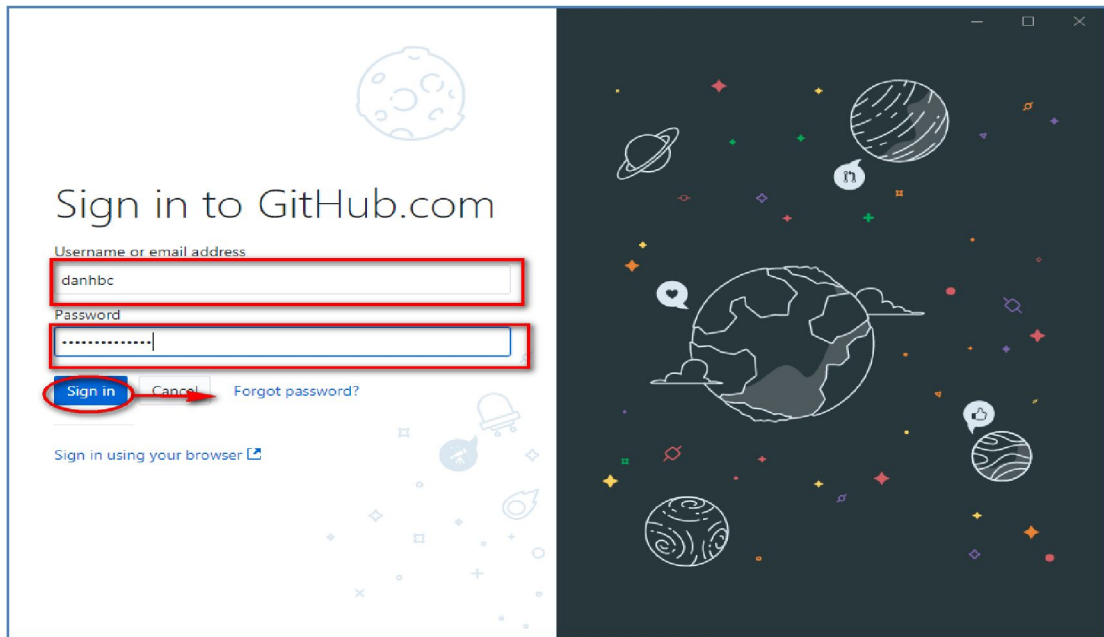 Sign in to GitHub.com
Username or email address
danhbc
Password
••••••••••••••
Sign in Cancel Forgot password?
Sign in using your browser